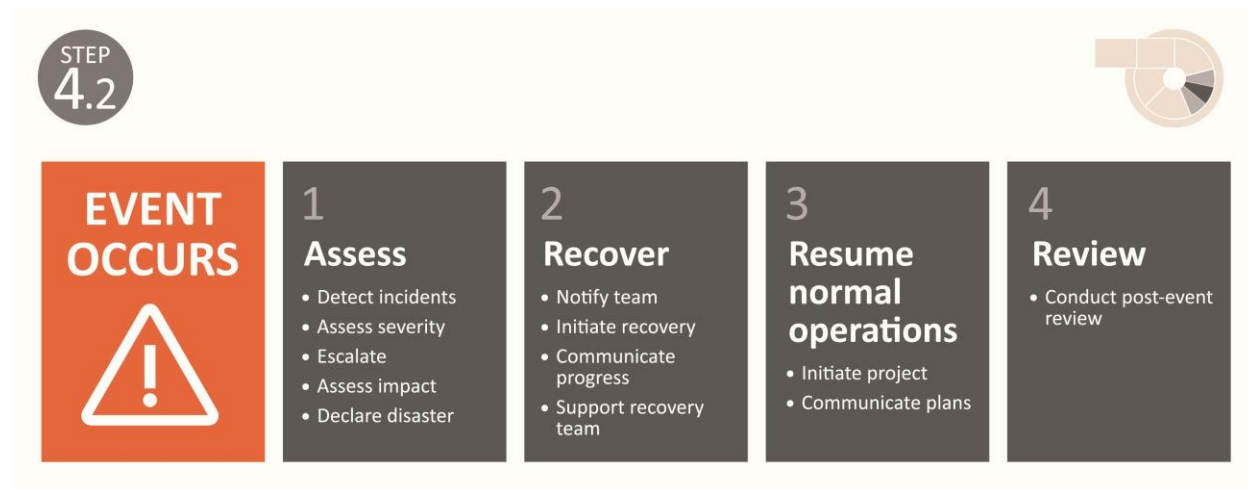 STEP
4.2
EVENT
OCCURS
1
Assess
• Detect incidents
• Assess severity
• Escalate
• Assess impact
• Declare disaster
2
Recover
• Notify team
• Initiate recovery
• Communicate
progress
• Support recovery
team
3
Resume
normal
operations
• Initiate project
• Communicate plans
4
Review
• Conduct post-event
review